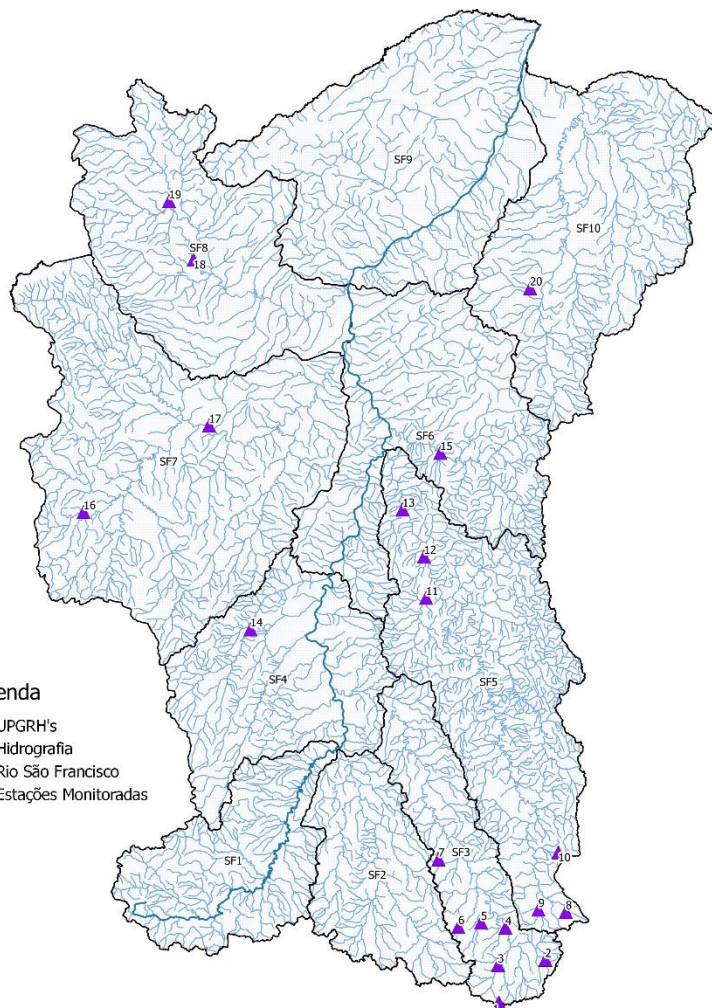 19
SF9
SF10
SF8
18
20
17
SF7
SF6
15
16
13
12
11
14
SF4
SF5
enda
UPGRH's
Hidrografia
Rio São Francisco
Estações Monitoradas
SF1
7
SF3
10
SF2
9
8
6
5
4
3
2